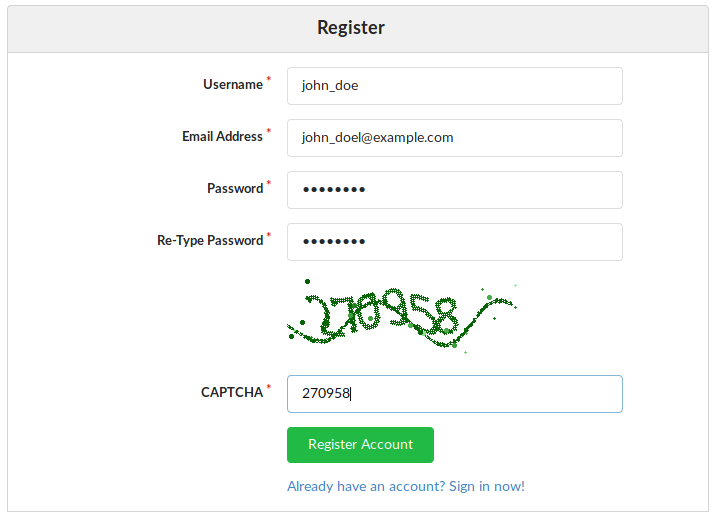 Register
Username *
john_doe
Email Address *
john_doel@example.com
Password *
••••••••
Re-Type Password *
••••••••
CAPTCHA *
270958
Register Account
Already have an account? Sign in now!